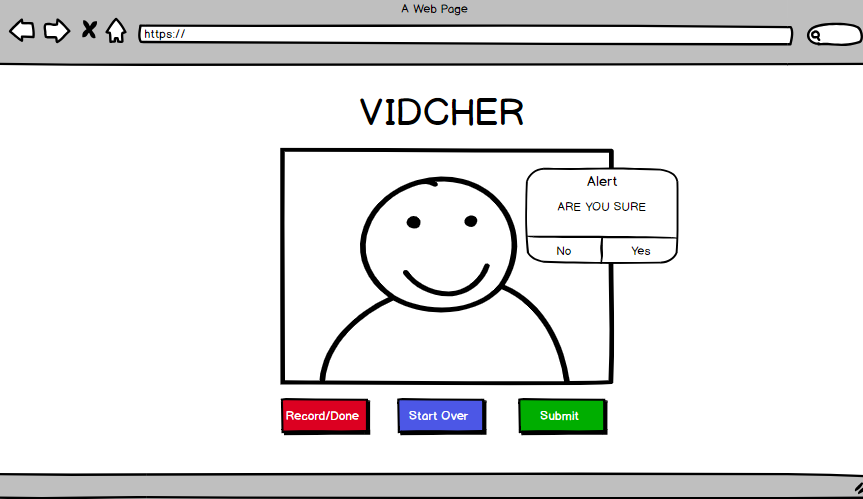 A Web Page
https://
VIDCHER
Alert
ARE YOU SURE
No
Yes
Record/Done
Start Over
Submit